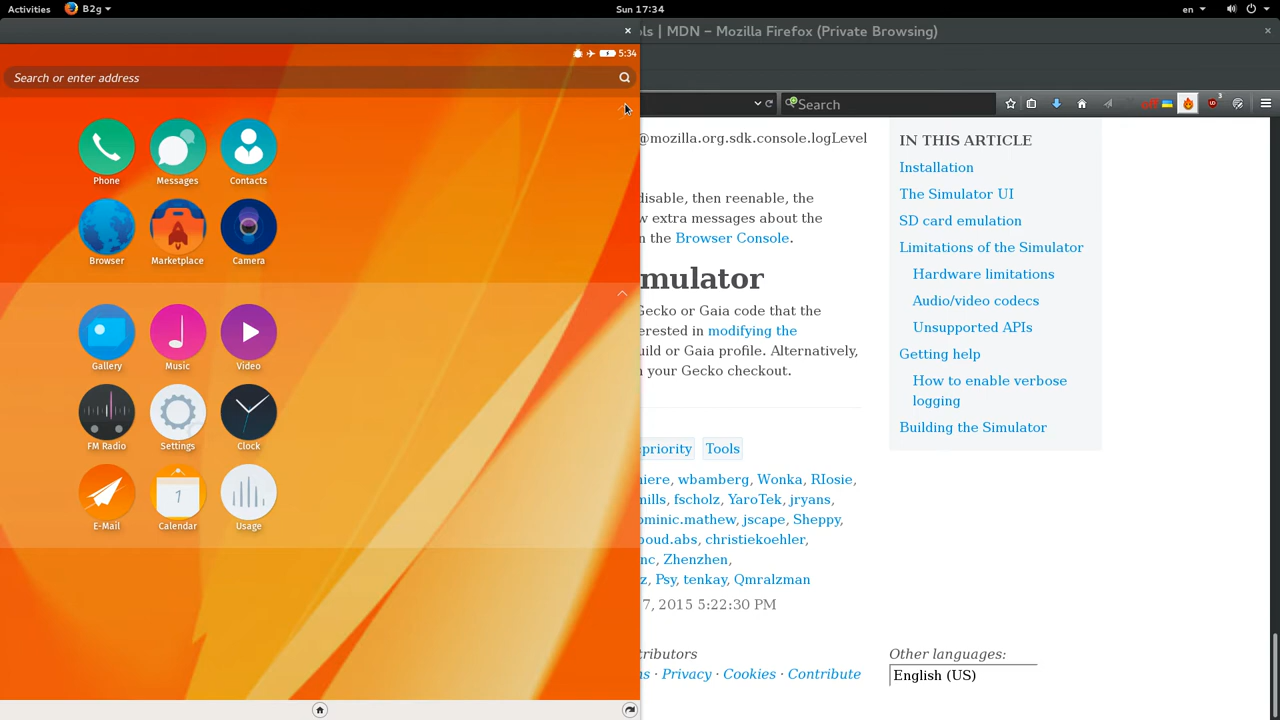 Activities B2g Sun 17:34 en
ls | MDN – Mozilla Firefox (Private Browsing)
5:34
Search or enter address
Search
off
3
Phone Messages Contacts
Browser Marketplace Camera
Gallery Music Video
FM Radio Settings Clock
1
E-Mail Calendar Usage
@mozilla.org.sdk.console.logLevel
disable, then reenable, the
w extra messages about the
n the Browser Console.
mulator
Gecko or Gaia code that the
erested in modifying the
uild or Gaia profile. Alternatively,
n your Gecko checkout.
priority Tools
niere, wbamberg, Wonka, RIosie,
mills, fscholz, YaroTek, jryans,
ominic.mathew, jscape, Sheppy,
boud.abs, christiekoehler,
nc, Zhenzhen,
z, Psy, tenkay, Qmralzman
7, 2015 5:22:30 PM
tributors
ns · Privacy · Cookies · Contribute
IN THIS ARTICLE
Installation
The Simulator UI
SD card emulation
Limitations of the Simulator
Hardware limitations
Audio/video codecs
Unsupported APIs
Getting help
How to enable verbose
logging
Building the Simulator
Other languages:
English (US)